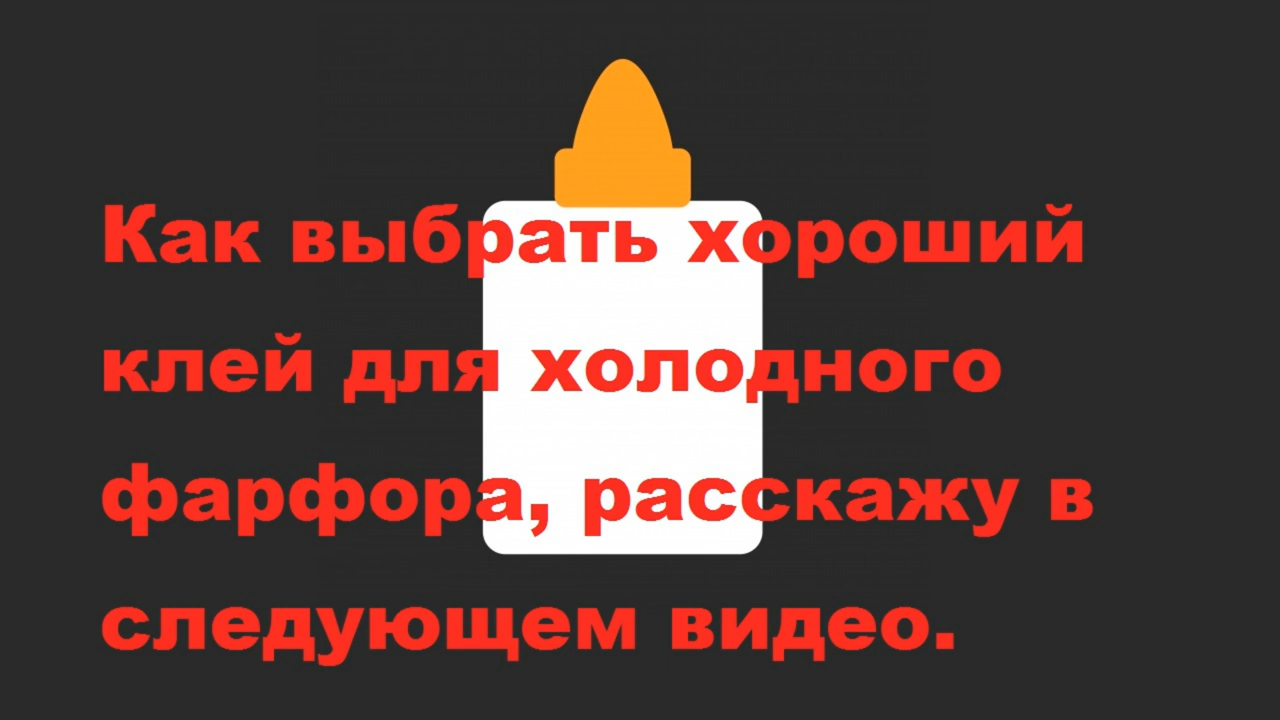 Как выбрать хороший
клей для холодного
фарфора, расскажу в
следующем видео.